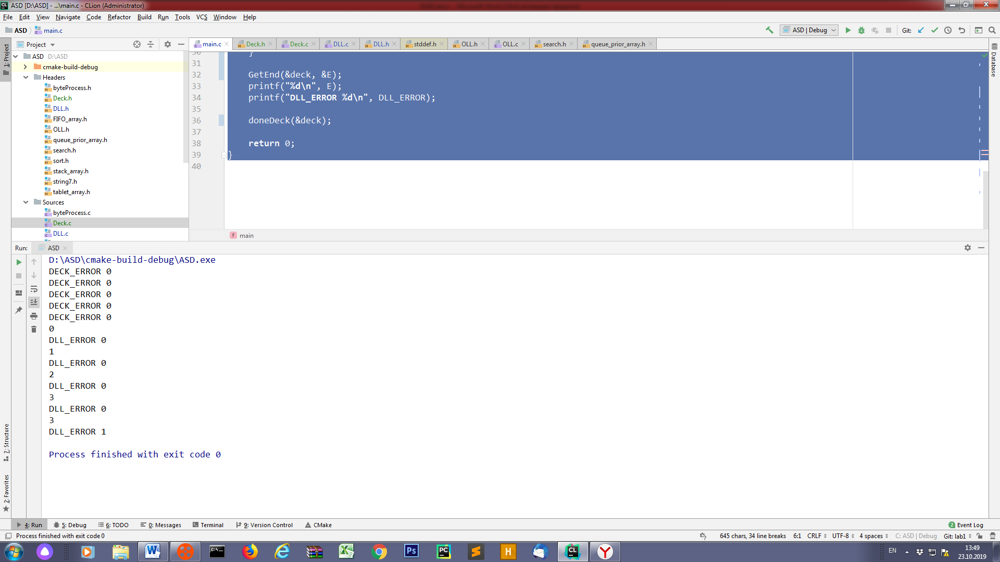 ASD [D:\ASD] - ...\main.c - CLion (Administrator)
File Edit View Navigate Code Refactor Build Run Tools VCS Window Help
ASD main.c
ASD | Debug
Git:
1: Project
Project
main.c Deck.h Deck.c DLL.c DLL.h stddef.h OLL.h OLL.c search.h queue_prior_array.h
Database
ASD D:\ASD
cmake-build-debug
Headers
byteProcess.h
Deck.h
DLL.h
FIFO_array.h
OLL.h
queue_prior_array.h
search.h
sort.h
stack_array.h
string7.h
tablet_array.h
Sources
byteProcess.c
Deck.c
DLL.c
30 }
31
32 GetEnd(&deck, &E);
33 printf("%d\n", E);
34 printf("DLL_ERROR %d\n", DLL_ERROR);
35
36 doneDeck(&deck);
37
38 return 0;
39 }
40
f main
Run: ASD
D:\ASD\cmake-build-debug\ASD.exe
DECK_ERROR 0
DECK_ERROR 0
DECK_ERROR 0
DECK_ERROR 0
DECK_ERROR 0
0
DLL_ERROR 0
1
DLL_ERROR 0
2
DLL_ERROR 0
3
DLL_ERROR 0
3
DLL_ERROR 1
Process finished with exit code 0
7: Structure
2: Favorites
4: Run 5: Debug 6: TODO 0: Messages Terminal 9: Version Control CMake
2 Event Log
Process finished with exit code 0
645 chars, 34 line breaks 6:1 CRLF UTF-8 4 spaces C: ASD | Debug Git: lab1
EN
13:49
23.10.2019